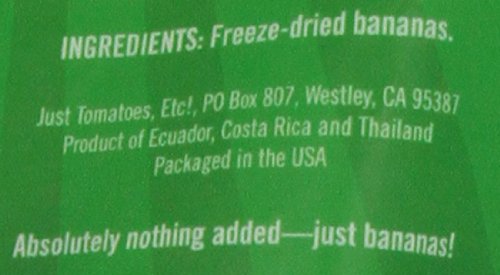 INGREDIENTS: Freeze-dried bananas.
Just Tomatoes, Etc!, PO Box 807, Westley, CA 95387
Product of Ecuador, Costa Rica and Thailand
Packaged in the USA
Absolutely nothing added—just bananas!